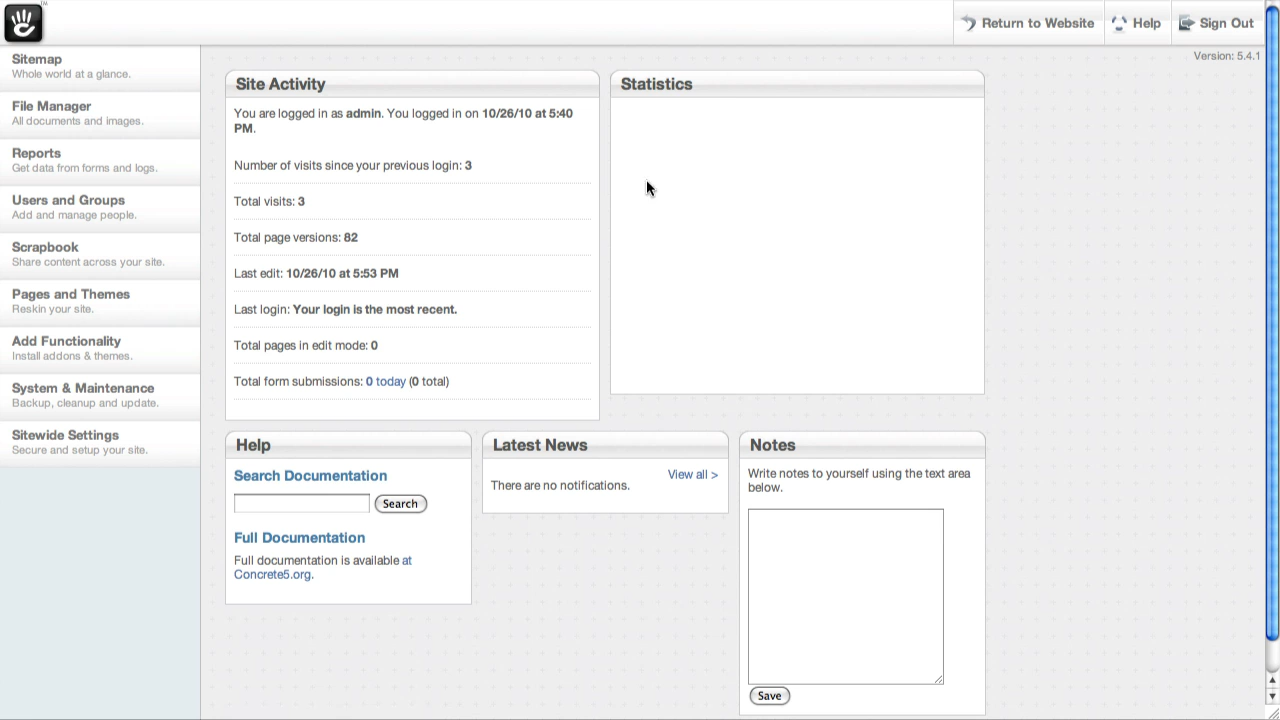 TM
Return to Website
Help
Sign Out
Version: 5.4.1
Sitemap
Whole world at a glance.
File Manager
All documents and images.
Reports
Get data from forms and logs.
Users and Groups
Add and manage people.
Scrapbook
Share content across your site.
Pages and Themes
Reskin your site.
Add Functionality
Install addons & themes.
System & Maintenance
Backup, cleanup and update.
Sitewide Settings
Secure and setup your site.
Site Activity
You are logged in as admin. You logged in on 10/26/10 at 5:40
PM.
Number of visits since your previous login: 3
Total visits: 3
Total page versions: 82
Last edit: 10/26/10 at 5:53 PM
Last login: Your login is the most recent.
Total pages in edit mode: 0
Total form submissions: 0 today (0 total)
Statistics
Help
Search Documentation
Search
Full Documentation
Full documentation is available at
Concrete5.org.
Latest News
View all >
There are no notifications.
Notes
Write notes to yourself using the text area
below.
Save